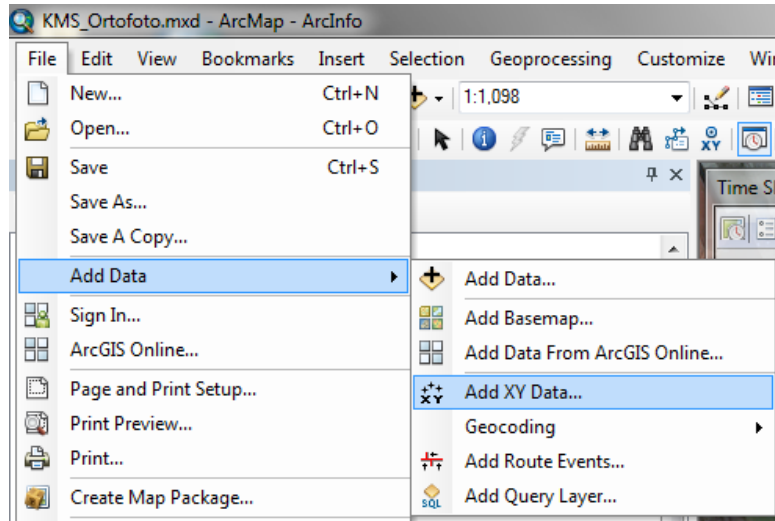 KMS_Ortofoto.mxd - ArcMap - ArcInfo
File Edit View Bookmarks Insert Selection Geoprocessing Customize
New... Ctrl+N
1:1,098
Open... Ctrl+O
XY
Save Ctrl+S
Time
Save As...
Save A Copy...
Add Data
Add Data...
Sign In...
Add Basemap...
ArcGIS Online...
Add Data From ArcGIS Online...
Page and Print Setup...
XY Add XY Data...
Print Preview...
Geocoding
Print...
Add Route Events...
Create Map Package...
SQL Add Query Layer...